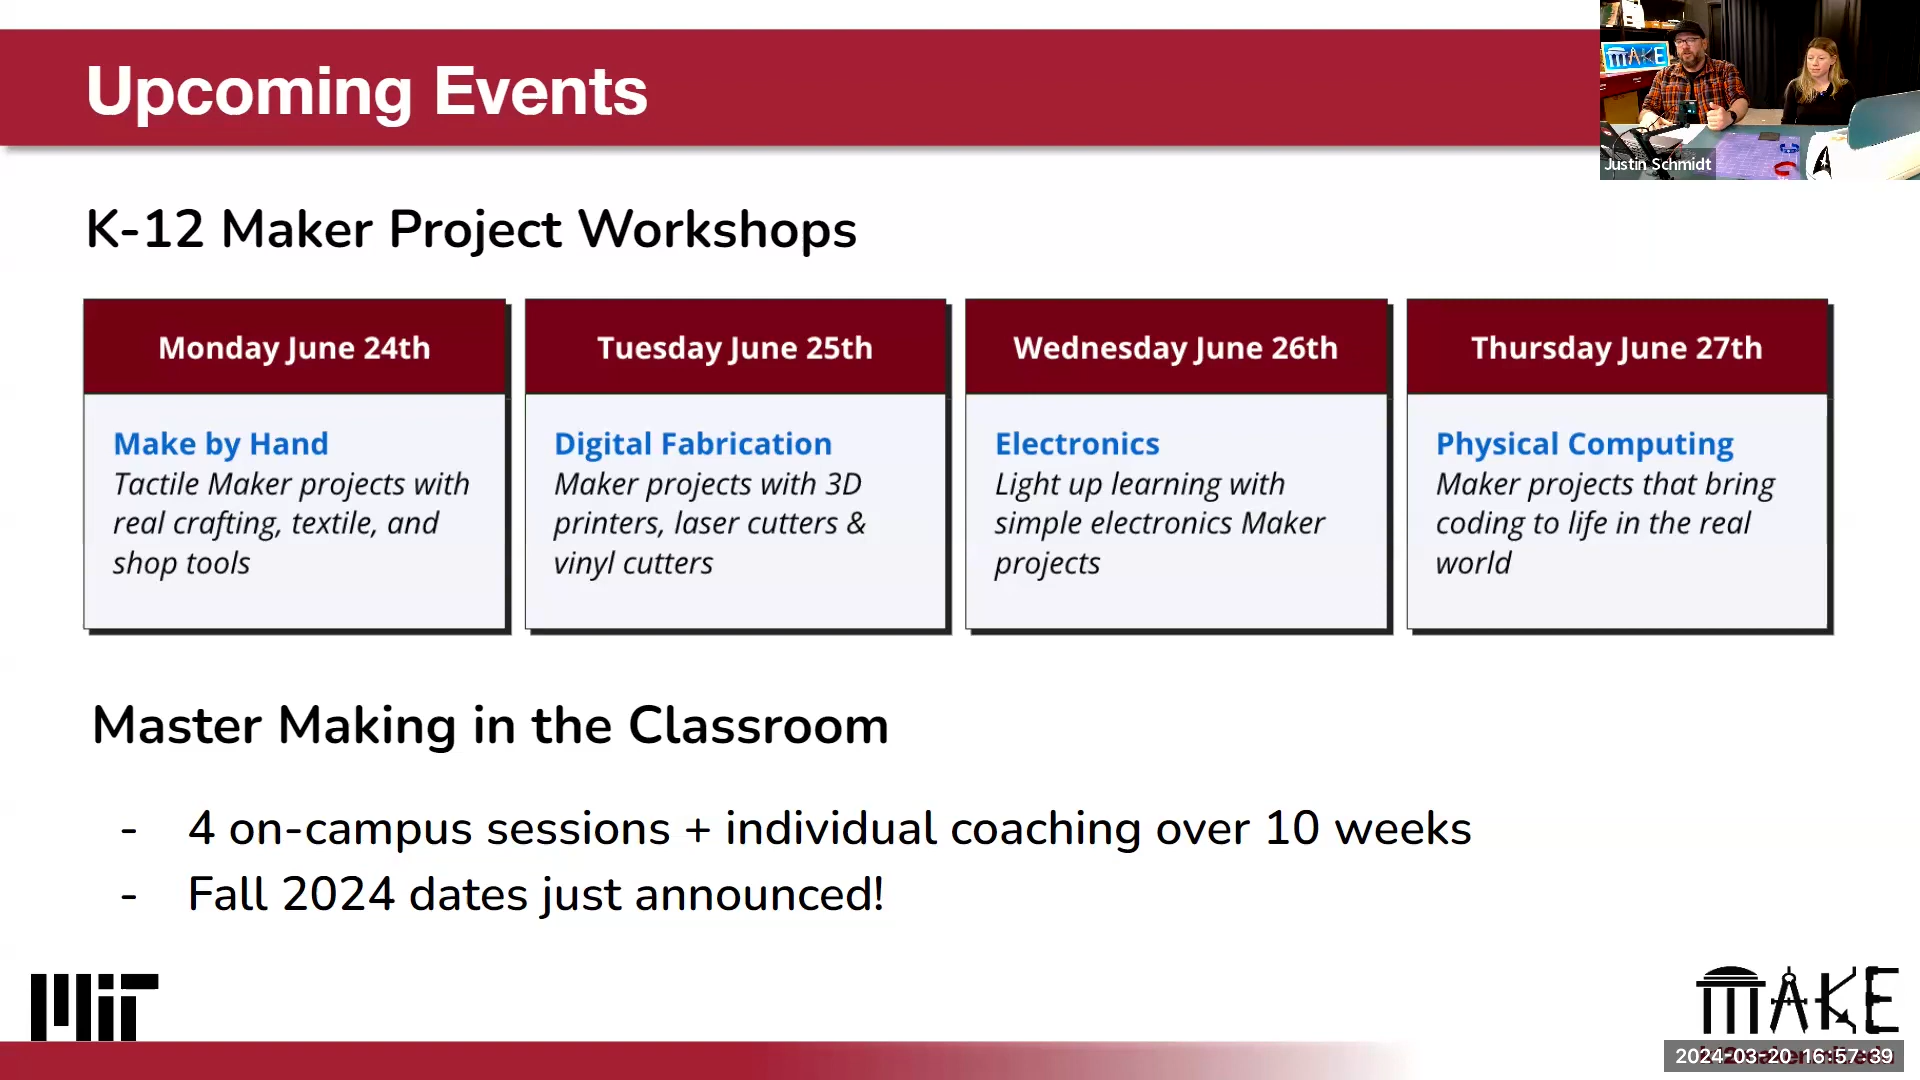 Upcoming Events
MAKE
Justin Schmidt
K-12 Maker Project Workshops
Monday June 24th
Make by Hand
Tactile Maker projects with
real crafting, textile, and
shop tools
Tuesday June 25th
Digital Fabrication
Maker projects with 3D
printers, laser cutters &
vinyl cutters
Wednesday June 26th
Electronics
Light up learning with
simple electronics Maker
projects
Thursday June 27th
Physical Computing
Maker projects that bring
coding to life in the real
world
Master Making in the Classroom
- 4 on-campus sessions + individual coaching over 10 weeks
- Fall 2024 dates just announced!
MIT
MAKE
2024-03-20 16:57:39